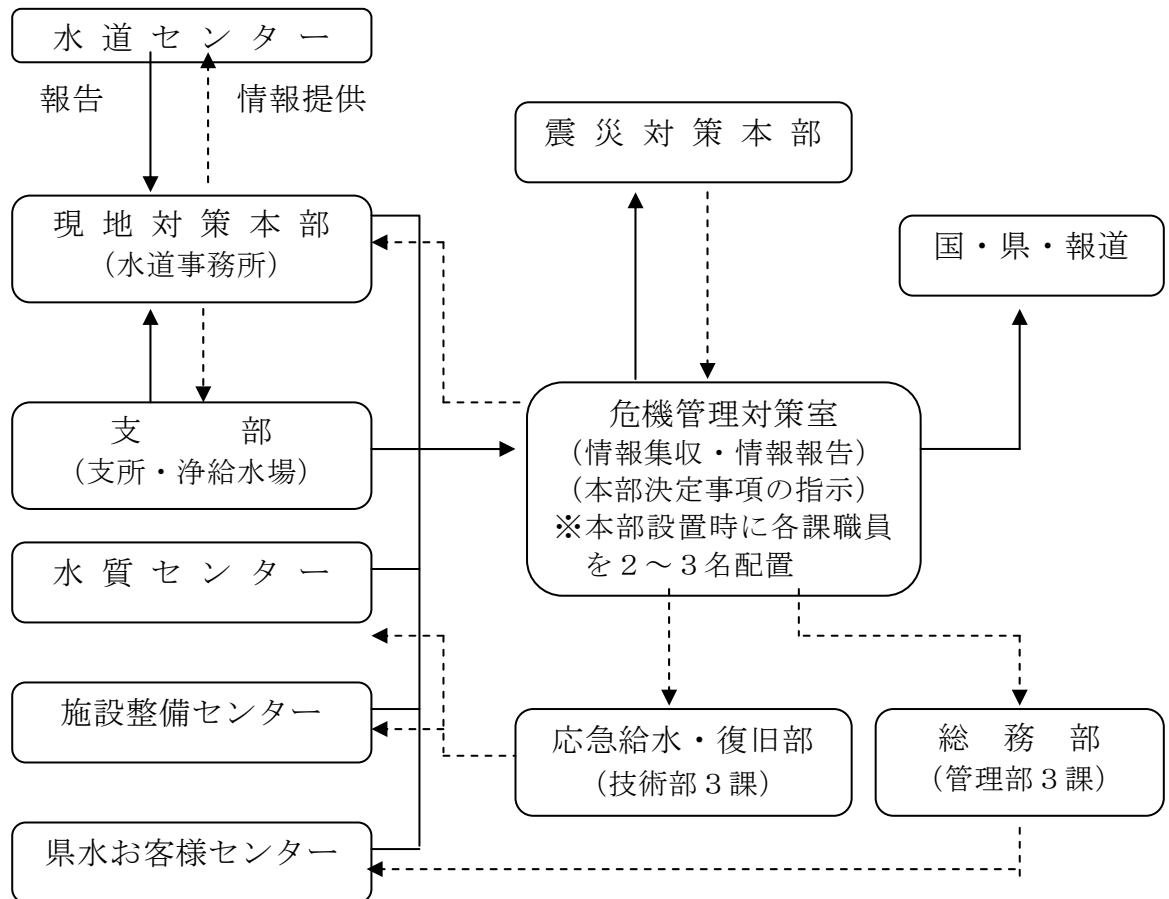 水 道 セ ン タ ー
報告
情報提供
震 災 対 策 本 部
現 地 対 策 本 部
（水道事務所）
国・県・報道
支　　　部
（支所・浄給水場）
危機管理対策室
（情報集収・情報報告）
（本部決定事項の指示）
※本部設置時に各課職員
を２～３名配置
水 質 セ ン タ ー
施設整備センター
応急給水・復旧部
（技術部３課）
総　務　部
（管理部３課）
県水お客様センター